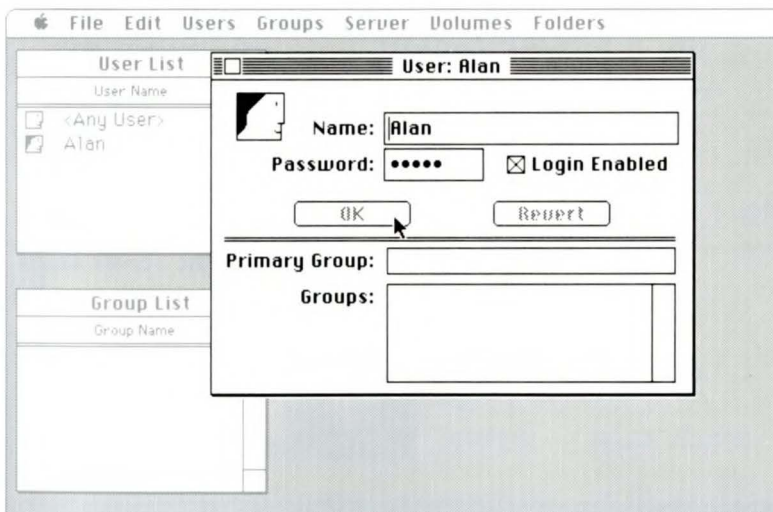 File Edit Users Groups Server Volumes Folders
User List
User Name
<Any User>
Alan
Group List
Group Name
User: Alan
Name: Alan
Password: •••••
Login Enabled
OK Revert
Primary Group:
Groups: